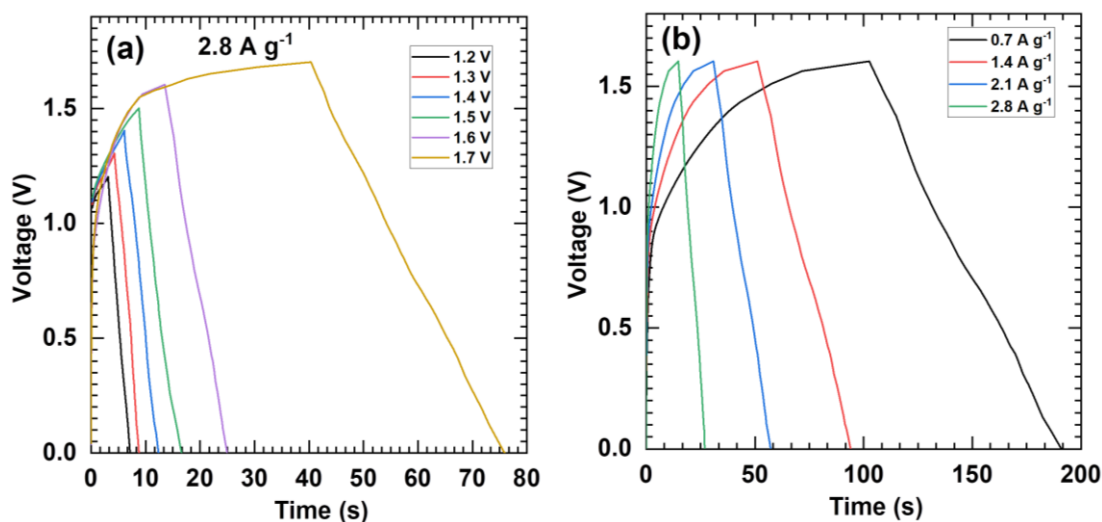 (a)
2.8 A g⁻¹
1.2 V
1.3 V
1.4 V
1.5 V
1.6 V
1.7 V
Voltage (V)
1.5
1.0
0.5
0.0
0 10 20 30 40 50 60 70 80
Time (s)
(b)
0.7 A g⁻¹
1.4 A g⁻¹
2.1 A g⁻¹
2.8 A g⁻¹
Voltage (V)
1.5
1.0
0.5
0.0
0 50 100 150 200
Time (s)